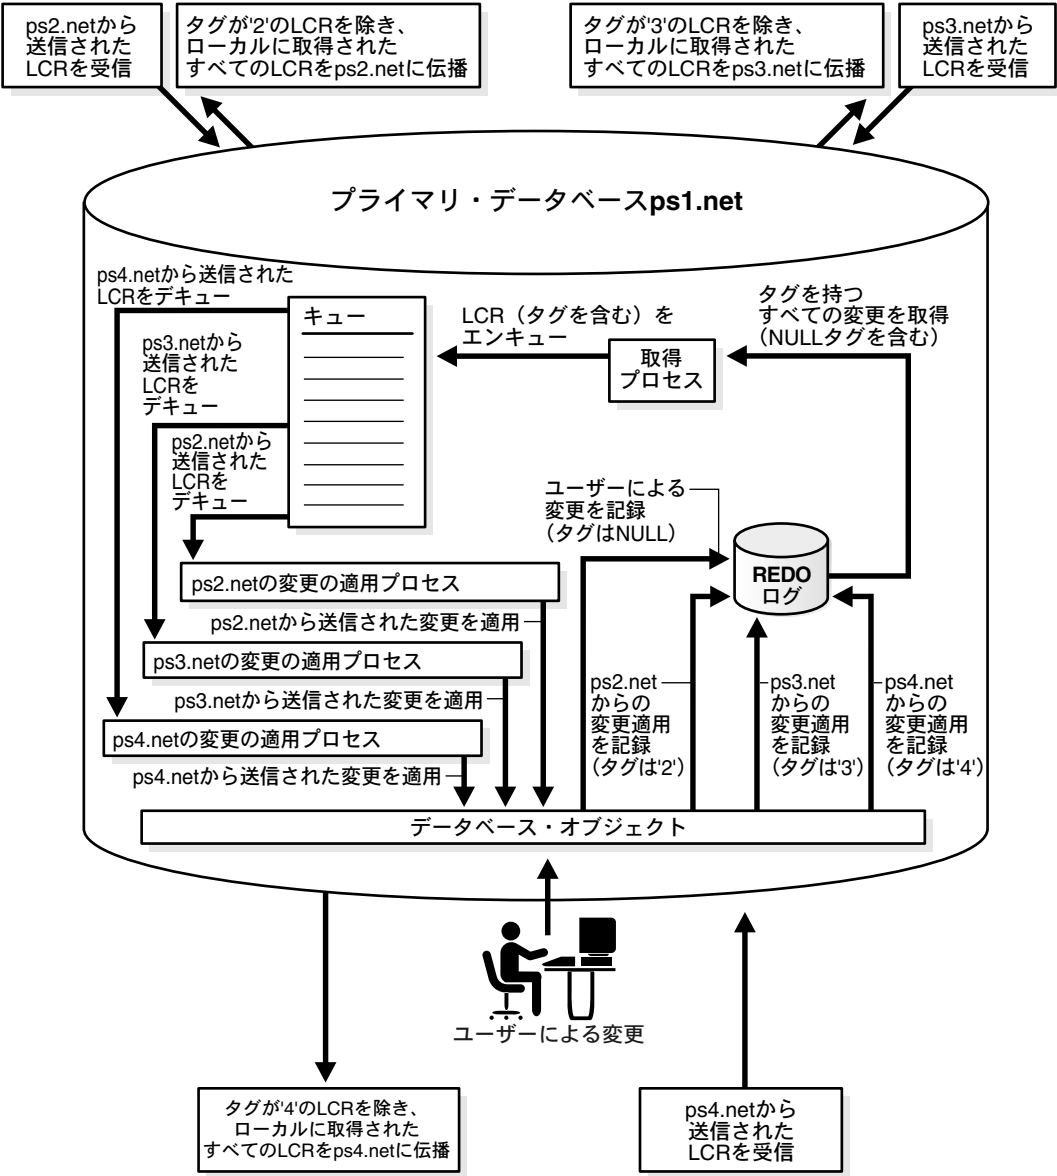 ps2.netから
送信された
LCRを受信
タグが'2'のLCRを除き、
ローカルに取得された
すべてのLCRをps2.netに伝播
タグが'3'のLCRを除き、
ローカルに取得された
すべてのLCRをps3.netに伝播
ps3.netから
送信された
LCRを受信
プライマリ・データベースps1.net
ps4.netから送信された
LCRをデキュー
キュー
LCR（タグを含む）を
エンキュー
タグを持つ
すべての変更を取得
（NULLタグを含む）
取得
プロセス
ps3.netから
送信された
LCRを
デキュー
ps2.netから
送信された
LCRを
デキュー
ユーザーによる
変更を記録
（タグはNULL）
REDO
ログ
ps2.netの変更の適用プロセス
ps2.netから送信された変更を適用
ps3.netの変更の適用プロセス
ps3.netから送信された変更を適用
ps4.netの変更の適用プロセス
ps4.netから送信された変更を適用
ps2.net
からの
変更適用
を記録
（タグは'2'）
ps3.net
からの
変更適用
を記録
（タグは'3'）
ps4.net
からの
変更適用
を記録
（タグは'4'）
データベース・オブジェクト
ユーザーによる変更
タグが'4'のLCRを除き、
ローカルに取得された
すべてのLCRをps4.netに伝播
ps4.netから
送信された
LCRを受信